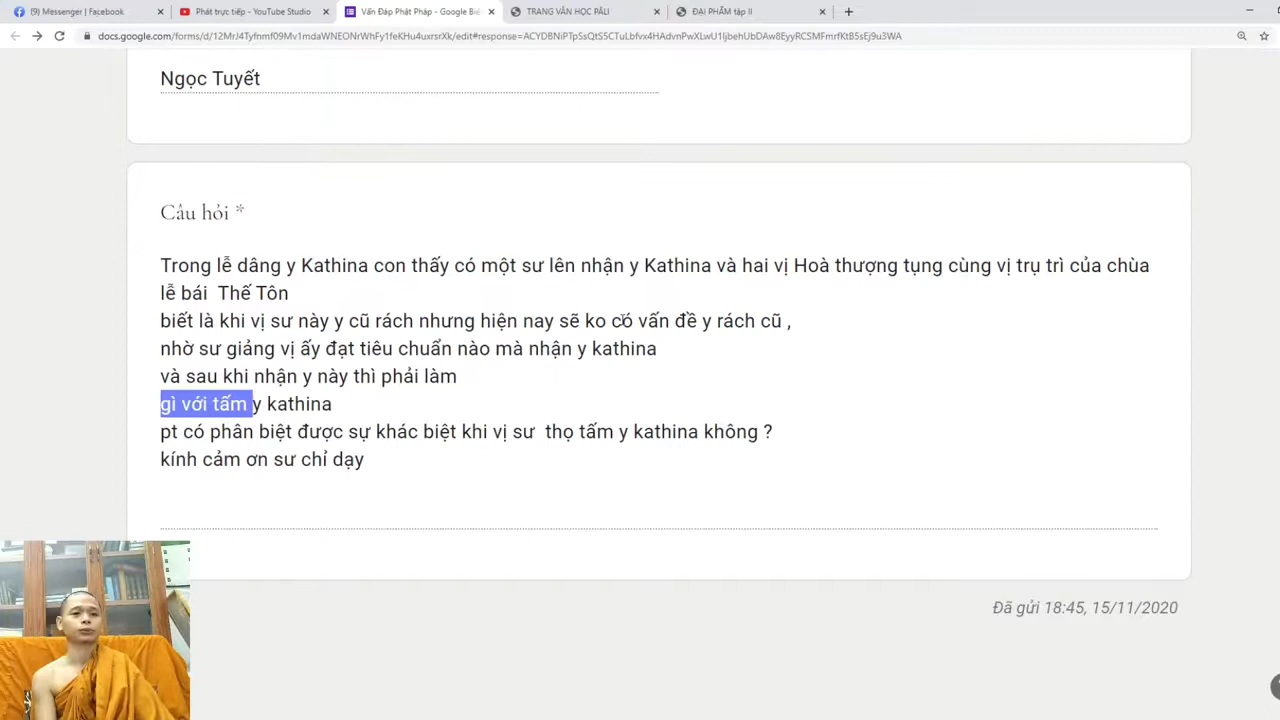 (9) Messenger | Facebook
Phát trực tiếp - YouTube Studio
Vấn Đáp Phật Pháp - Google Biể
TRANG VĂN HỌC PĀLI
ĐẠI PHẨM tập II
Ngọc Tuyết
Câu hỏi *
Trong lễ dâng y Kathina con thấy có một sư lên nhận y Kathina và hai vị Hoà thượng tụng cùng vị trụ trì của chùa
lễ bái Thế Tôn
biết là khi vị sư này y cũ rách nhưng hiện nay sẽ ko có vấn đề y rách cũ ,
nhờ sư giảng vị ấy đạt tiêu chuẩn nào mà nhận y kathina
và sau khi nhận y này thì phải làm
gì với tấm y kathina
pt có phân biệt được sự khác biệt khi vị sư thọ tấm y kathina không ?
kính cảm ơn sư chỉ dạy
Đã gửi 18:45, 15/11/2020